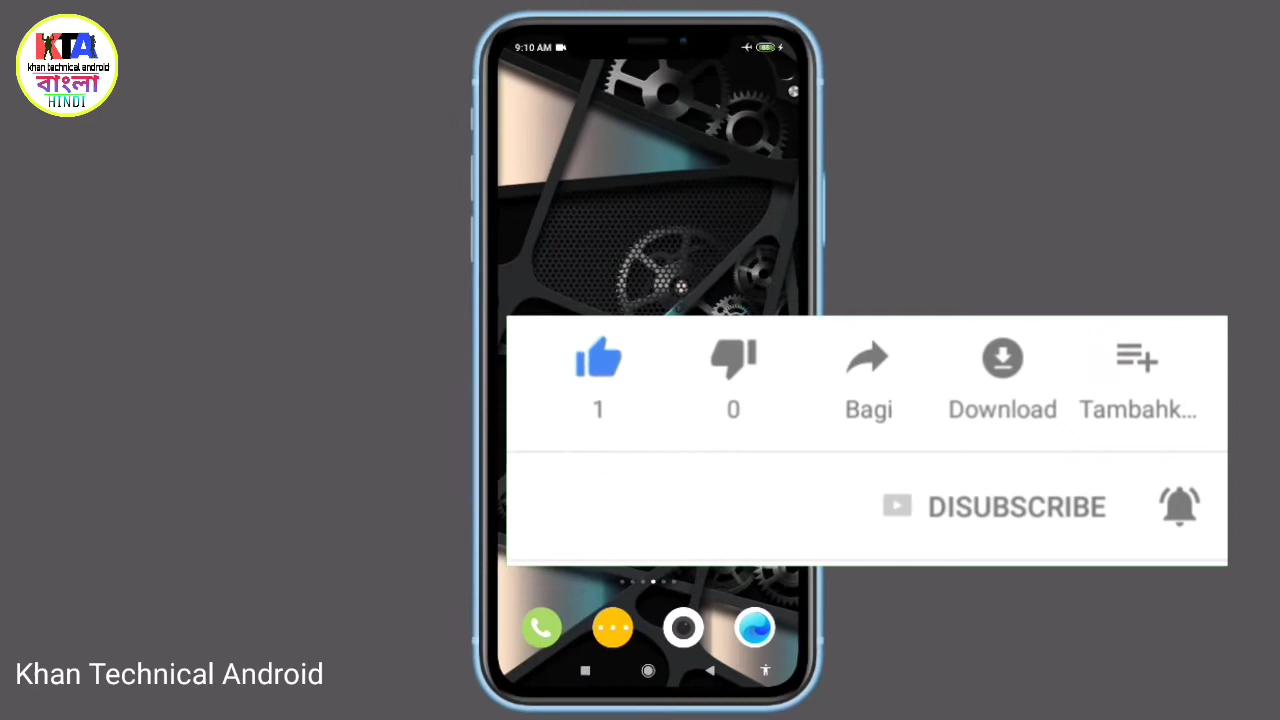 KTA
khan technical android
বাংলা
HINDI
9:10 AM
1
0
Bagi
Download
Tambahk...
DISUBSCRIBE
Khan Technical Android